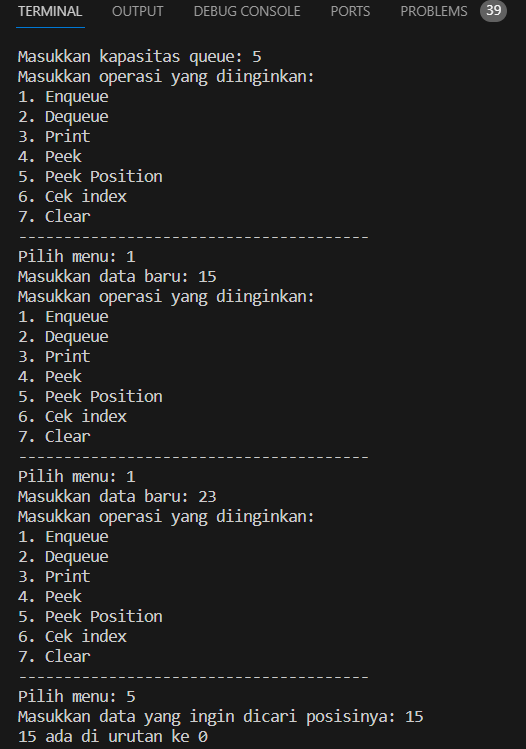 TERMINAL OUTPUT DEBUG CONSOLE PORTS PROBLEMS 39
Masukkan kapasitas queue: 5
Masukkan operasi yang diinginkan:
1. Enqueue
2. Dequeue
3. Print
4. Peek
5. Peek Position
6. Cek index
7. Clear
---------------------------------------
Pilih menu: 1
Masukkan data baru: 15
Masukkan operasi yang diinginkan:
1. Enqueue
2. Dequeue
3. Print
4. Peek
5. Peek Position
6. Cek index
7. Clear
---------------------------------------
Pilih menu: 1
Masukkan data baru: 23
Masukkan operasi yang diinginkan:
1. Enqueue
2. Dequeue
3. Print
4. Peek
5. Peek Position
6. Cek index
7. Clear
---------------------------------------
Pilih menu: 5
Masukkan data yang ingin dicari posisinya: 15
15 ada di urutan ke 0